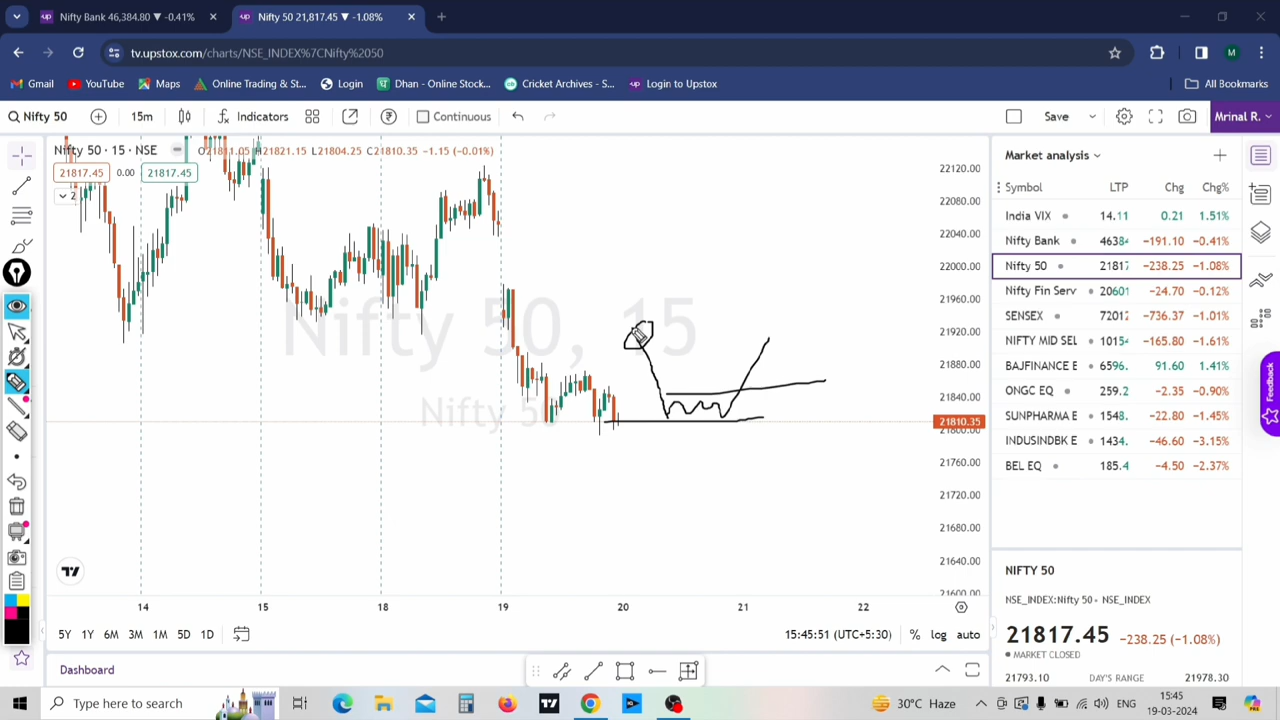 Nifty Bank 46,384.80 ▼ -0.41%
Nifty 50 21,817.45 ▼ -1.08%
tv.upstox.com/charts/NSE_INDEX%7CNifty%2050
M
Gmail
YouTube
Maps
Online Trading & St...
Login
Dhan - Online Stock...
Cricket Archives - S...
Login to Upstox
All Bookmarks
Nifty 50
15m
Indicators
Continuous
Save
Mrinal R.
Nifty 50 · 15 · NSE
L21804.25 C21810.35 −1.15 (−0.01%)
21817.45 0.00 21817.45
2
Nifty 50, 15
Nifty 50
22120.00
22080.00
22040.00
22000.00
21960.00
21920.00
21880.00
21840.00
21810.35
21800.00
21760.00
21720.00
21680.00
21640.00
21600.00
14 15 18 19 20 21 22
5Y 1Y 6M 3M 1M 5D 1D
15:45:51 (UTC+5:30) % log auto
Dashboard
Market analysis
Symbol LTP Chg Chg%
India VIX 14.11 0.21 1.51%
Nifty Bank 46384 −191.10 −0.41%
Nifty 50 21817 −238.25 −1.08%
Nifty Fin Serv 20601 −24.70 −0.12%
SENSEX 72012 −736.37 −1.01%
NIFTY MID SEL 10154 −165.80 −1.61%
BAJFINANCE E 6596. 91.60 1.41%
ONGC EQ 259.2 −2.35 −0.90%
SUNPHARMA E 1548. −22.80 −1.45%
INDUSINDBK E 1434. −46.60 −3.15%
BEL EQ 185.4 −4.50 −2.37%
Feedback
NIFTY 50
NSE_INDEX:Nifty 50 • NSE_INDEX
21817.45 −238.25 (−1.08%)
MARKET CLOSED
21793.10 DAY'S RANGE 21978.30
Type here to search
30°C Haze
ENG
15:45
19-03-2024